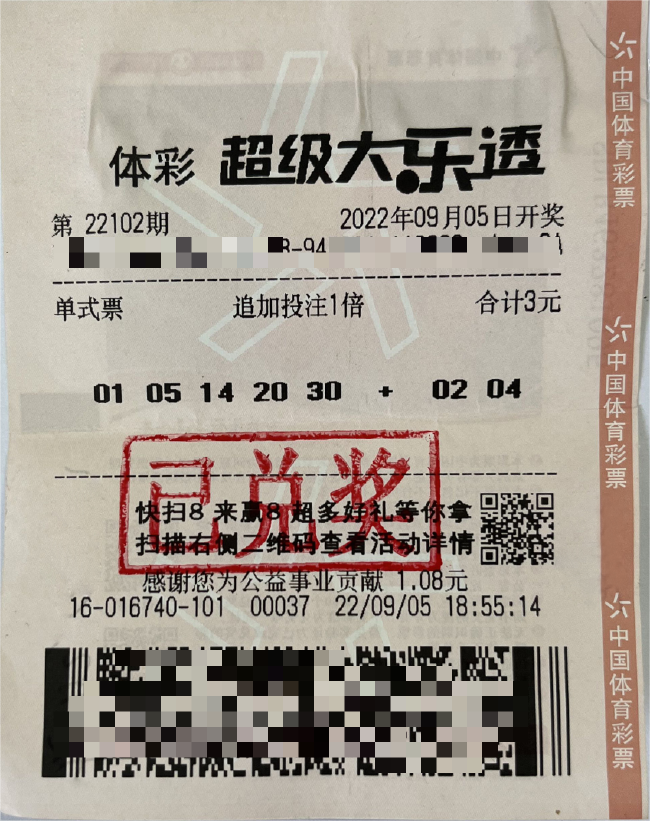 体彩 超级大乐透
第 22102期 2022年09月05日开奖
单式票 追加投注1倍 合计3元
01 05 14 20 30 + 02 04
已兑奖
快扫8 来赢8 超多好礼等你拿
扫描右侧二维码查看活动详情
感谢您为公益事业贡献 1.08元
16-016740-101 00037 22/09/05 18:55:14
中国体育彩票
中国体育彩票
中国体育彩票